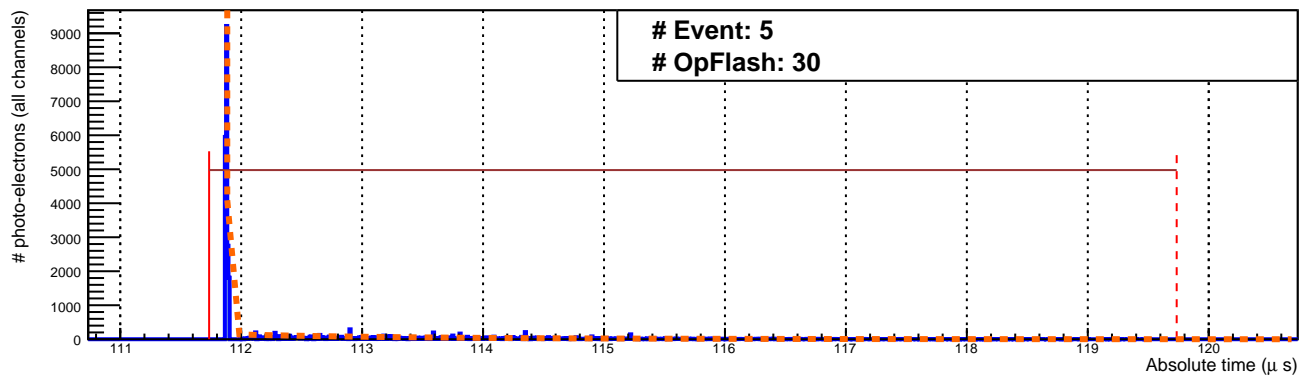 # Event: 5
# OpFlash: 30
# photo-electrons (all channels)
9000
8000
7000
6000
5000
4000
3000
2000
1000
0
111 112 113 114 115 116 117 118 119 120
Absolute time (μ s)